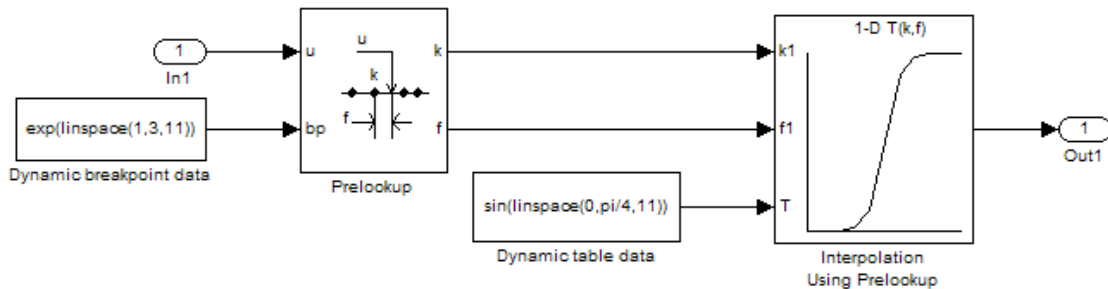 1
In1
exp(linspace(1,3,11))
Dynamic breakpoint data
u
bp
u
k
f
k
f
Prelookup
sin(linspace(0,pi/4,11))
Dynamic table data
1-D T(k,f)
k1
f1
T
Interpolation
Using Prelookup
1
Out1